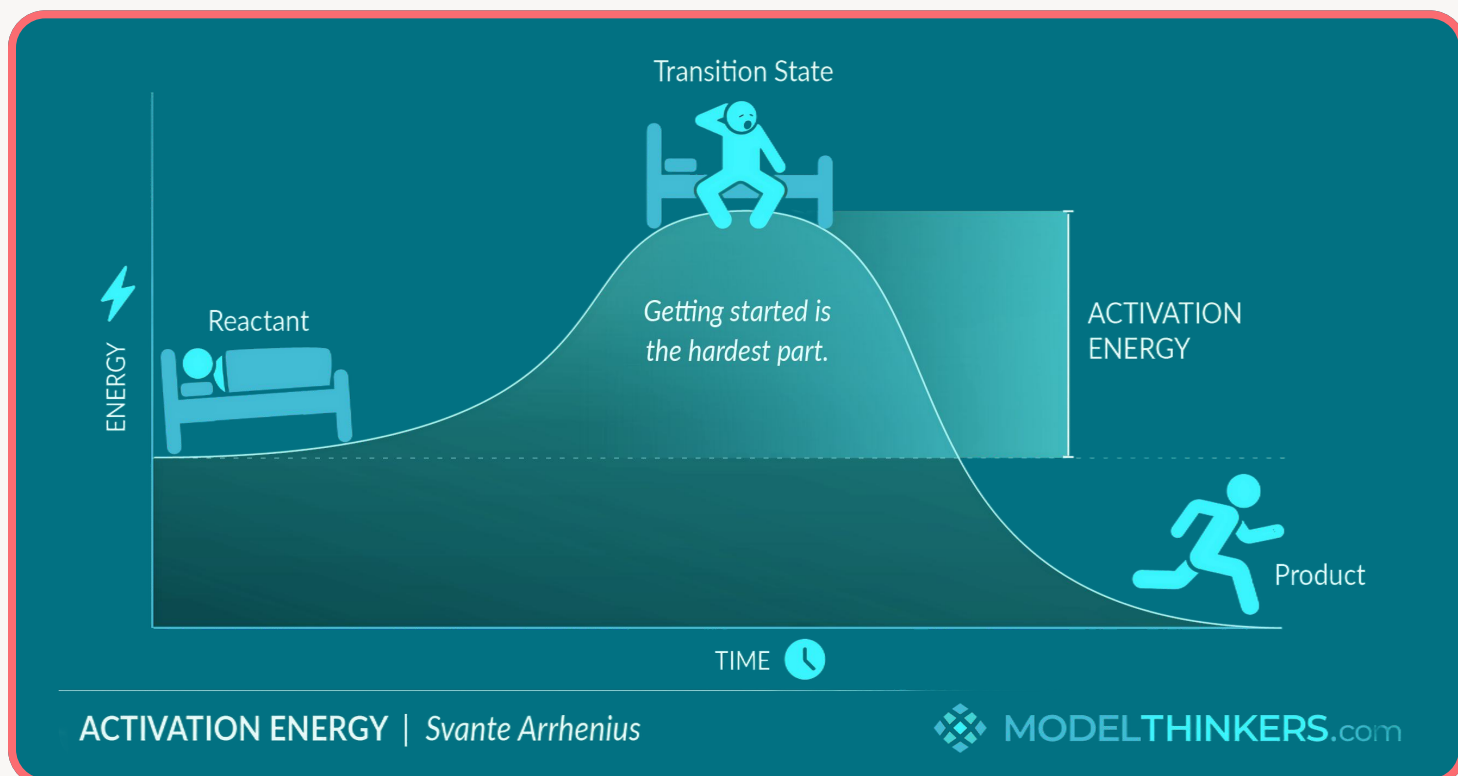 Transition State
Reactant
Getting started is
the hardest part.
ACTIVATION
ENERGY
ENERGY
Product
TIME
ACTIVATION ENERGY | Svante Arrhenius
MODELTHINKERS.com